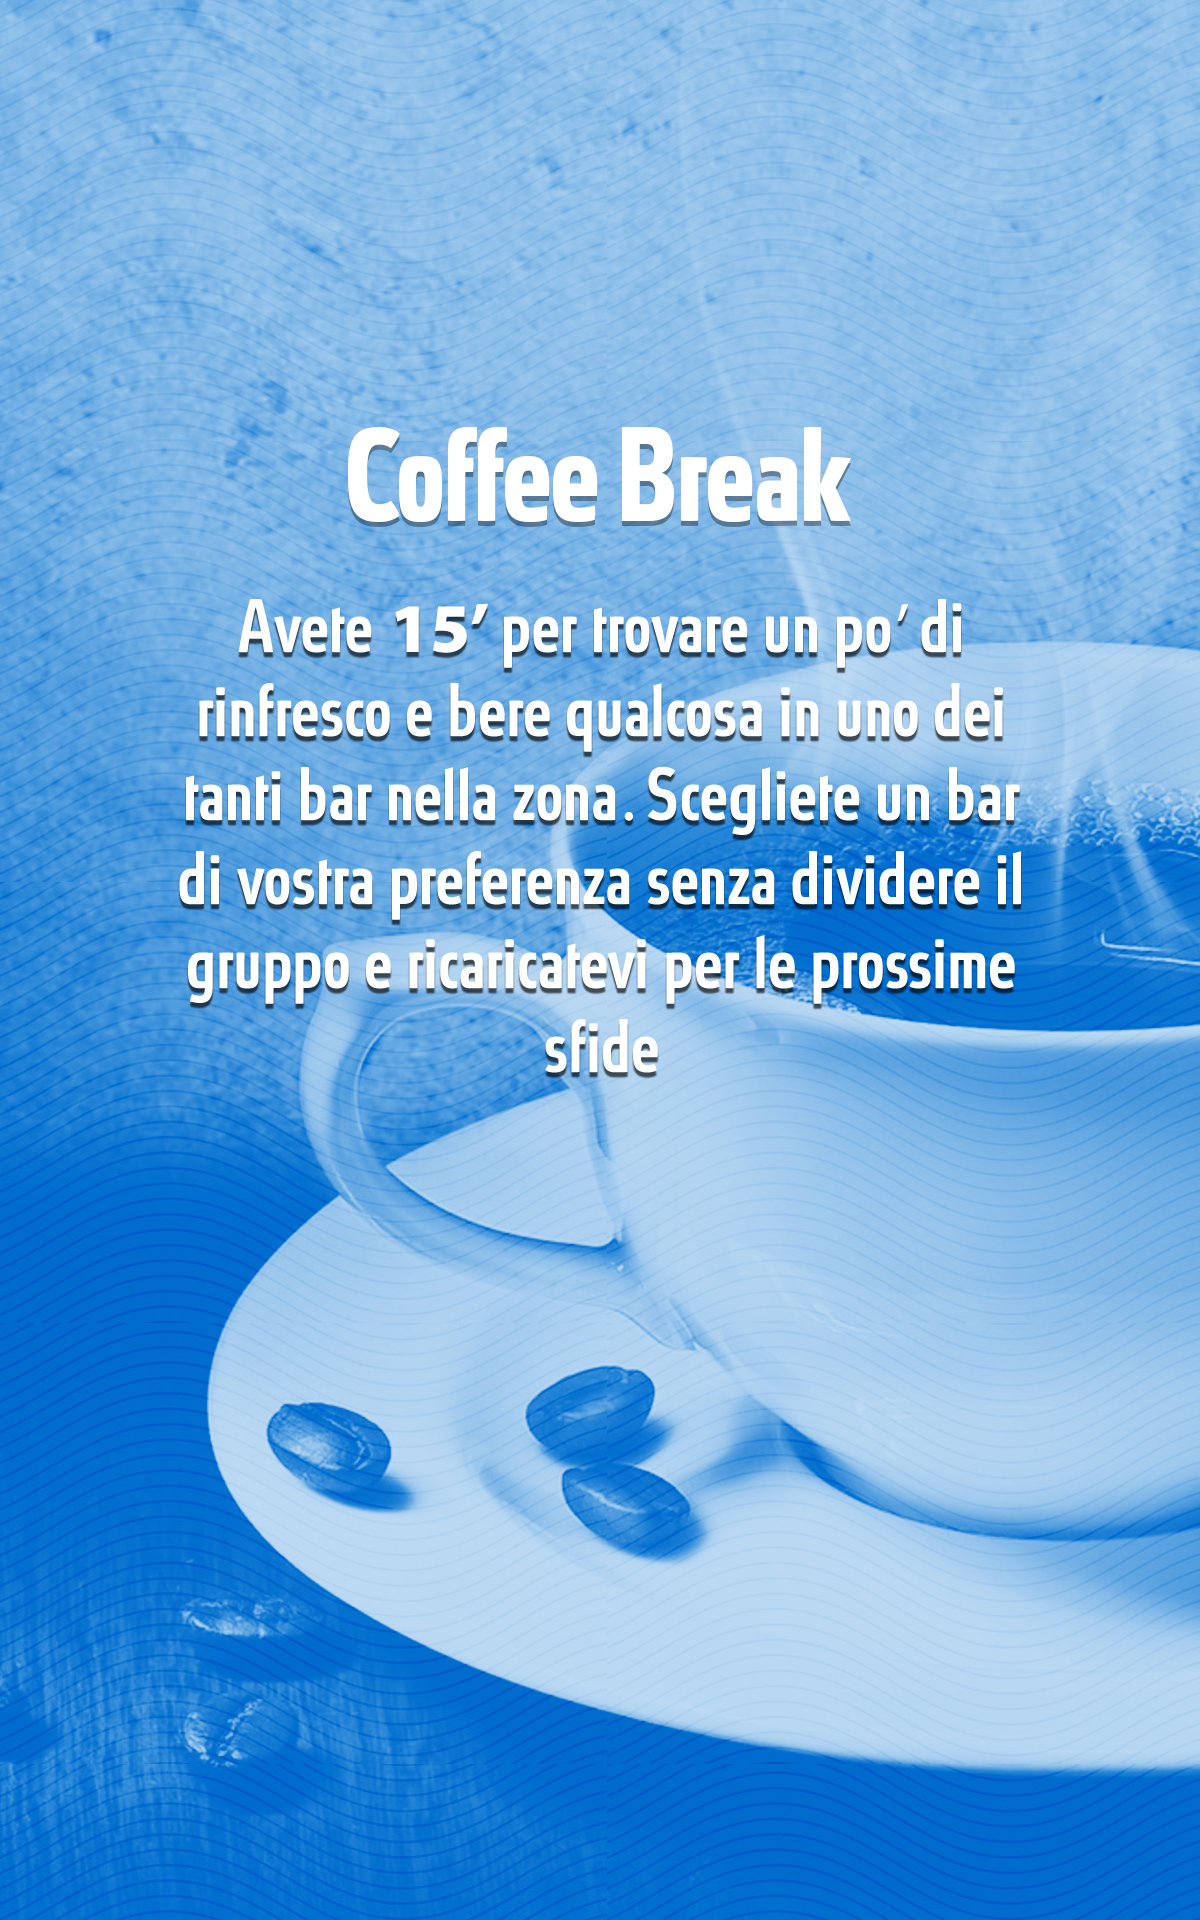 Coffee Break
Avete 15’ per trovare un po’ di
rinfresco e bere qualcosa in uno dei
tanti bar nella zona. Scegliete un bar
di vostra preferenza senza dividere il
gruppo e ricaricatevi per le prossime
sfide